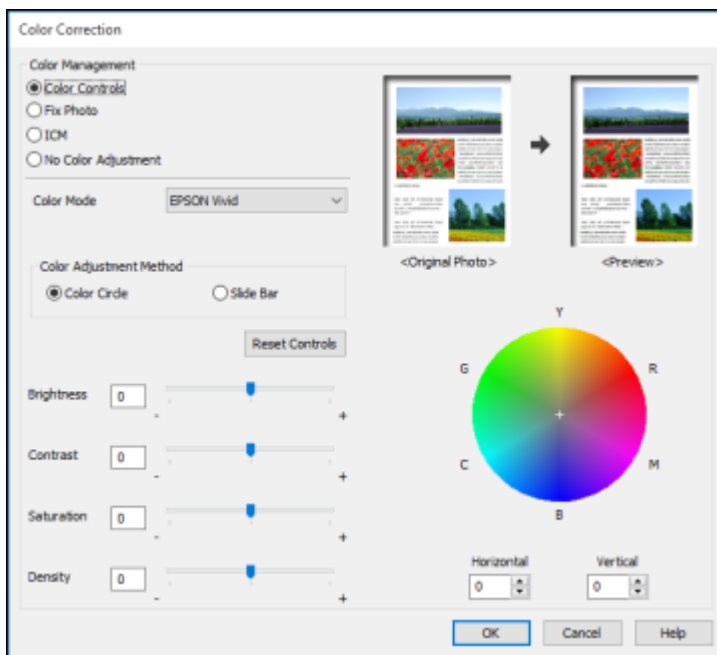 Color Correction
Color Management
Color Controls
Fix Photo
ICM
No Color Adjustment
Color Mode
EPSON Vivid
Color Adjustment Method
Color Circle
Slide Bar
Reset Controls
Brightness
0
-
+
Contrast
0
-
+
Saturation
0
-
+
Density
0
-
+
<Original Photo>
<Preview>
Y
G
R
C
M
B
Horizontal
Vertical
0
0
OK
Cancel
Help